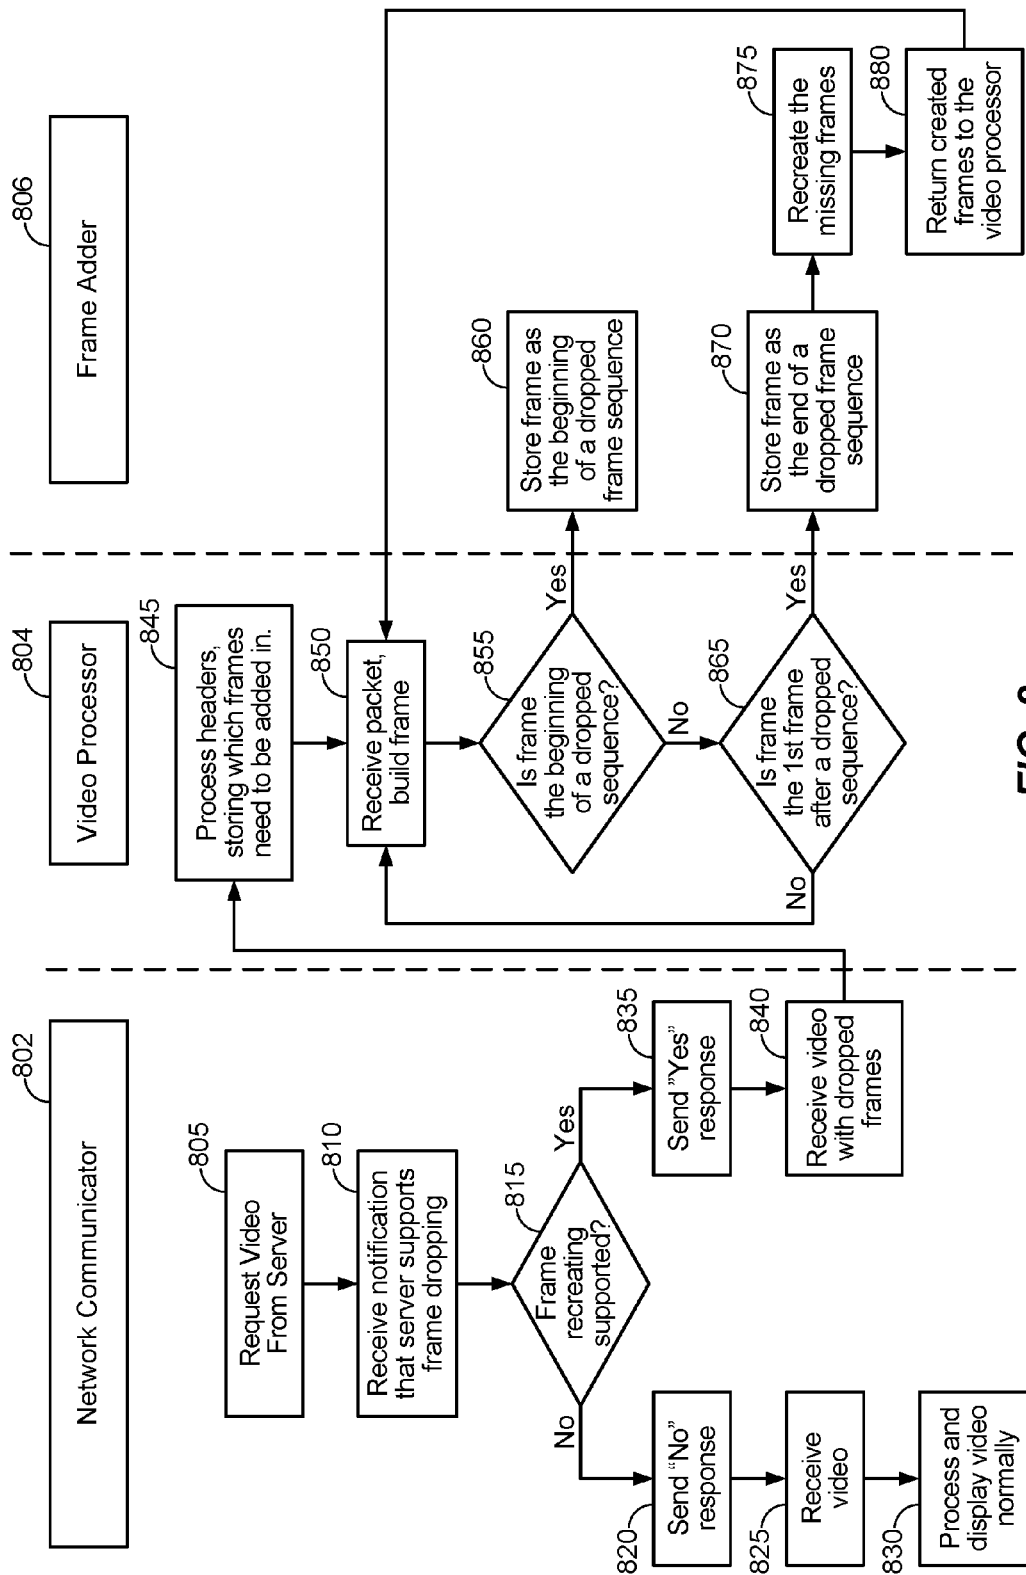 802
Network Communicator
805
Request Video
From Server
810
Receive notification
that server supports
frame dropping
815
Frame
recreating
supported?
No
Yes
820
Send "No"
response
825
Receive
video
830
Process and
display video
normally
835
Send "Yes"
response
840
Receive video
with dropped
frames
804
Video Processor
845
Process headers,
storing which frames
need to be added in.
850
Receive packet,
build frame
855
Is frame
the beginning
of a dropped
sequence?
Yes
No
865
Is frame
the 1st frame
after a dropped
sequence?
No
Yes
806
Frame Adder
860
Store frame as
the beginning
of a dropped
frame sequence
870
Store frame as
the end of a
dropped frame
sequence
875
Recreate the
missing frames
880
Return created
frames to the
video processor
FIG.